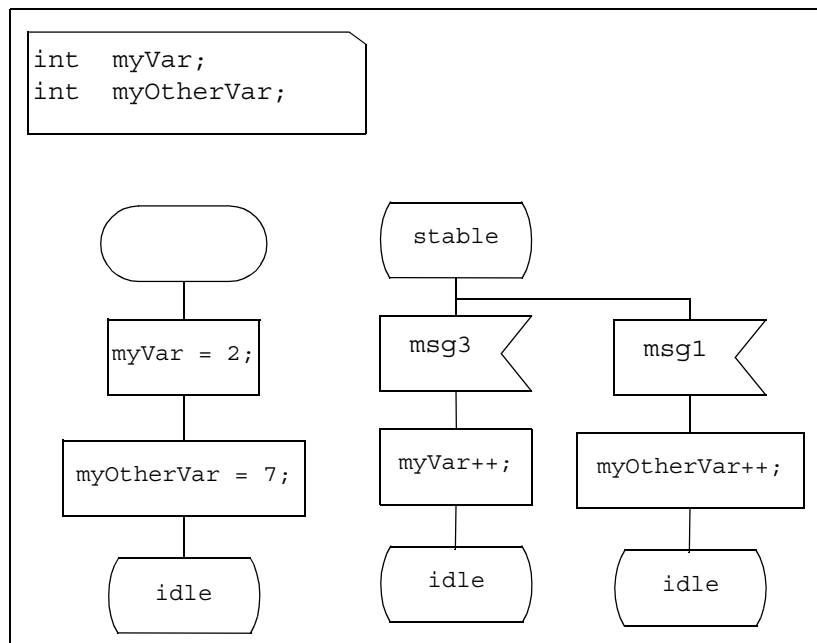 int  myVar;
int  myOtherVar;
stable
myVar = 2;
msg3
msg1
myOtherVar = 7;
myVar++;
myOtherVar++;
idle
idle
idle